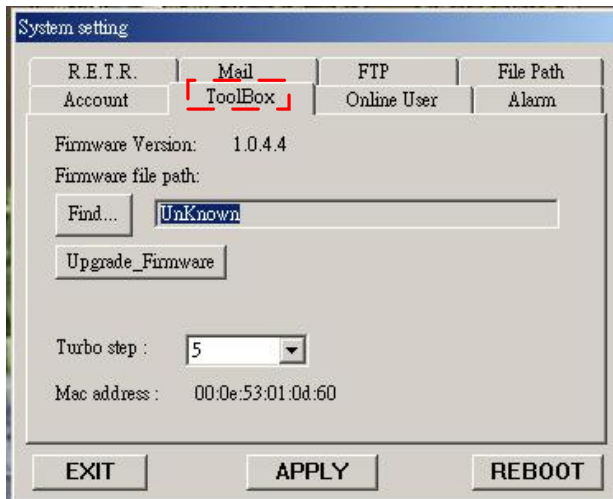 System setting
R.E.T.R. Mail FTP File Path
Account ToolBox Online User Alarm
Firmware Version: 1.0.4.4
Firmware file path:
Find... UnKnown
Upgrade_Firmware
Turbo step : 5
Mac address : 00:0e:53:01:0d:60
EXIT APPLY REBOOT